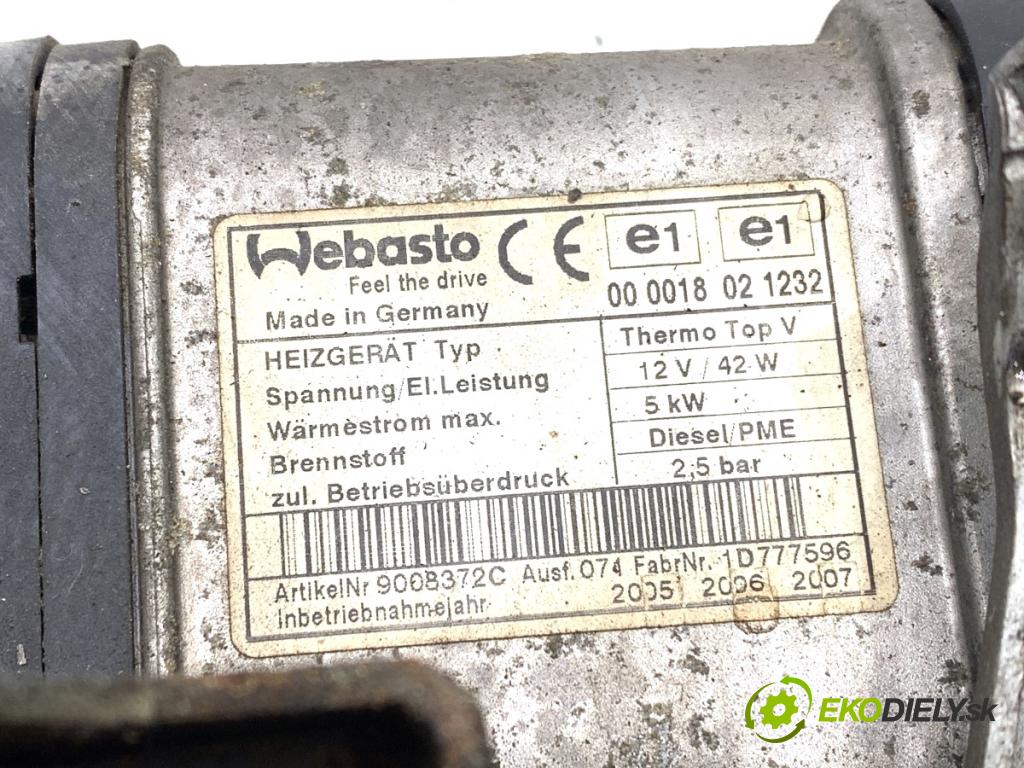 Webasto CE e1 e1
Feel the drive 00 0018 02 1232
Made in Germany
HEIZGERÄT Typ Thermo Top V
Spannung/El.Leistung 12 V / 42 W
Wärmestrom max. 5 kW
Brennstoff Diesel/PME
zul. Betriebsüberdruck 2,5 bar
ArtikelNr 9008372C Ausf. 074 FabrNr. 1D777596
Inbetriebnahmejahr 2005 2006 2007
EKODIELY.sk